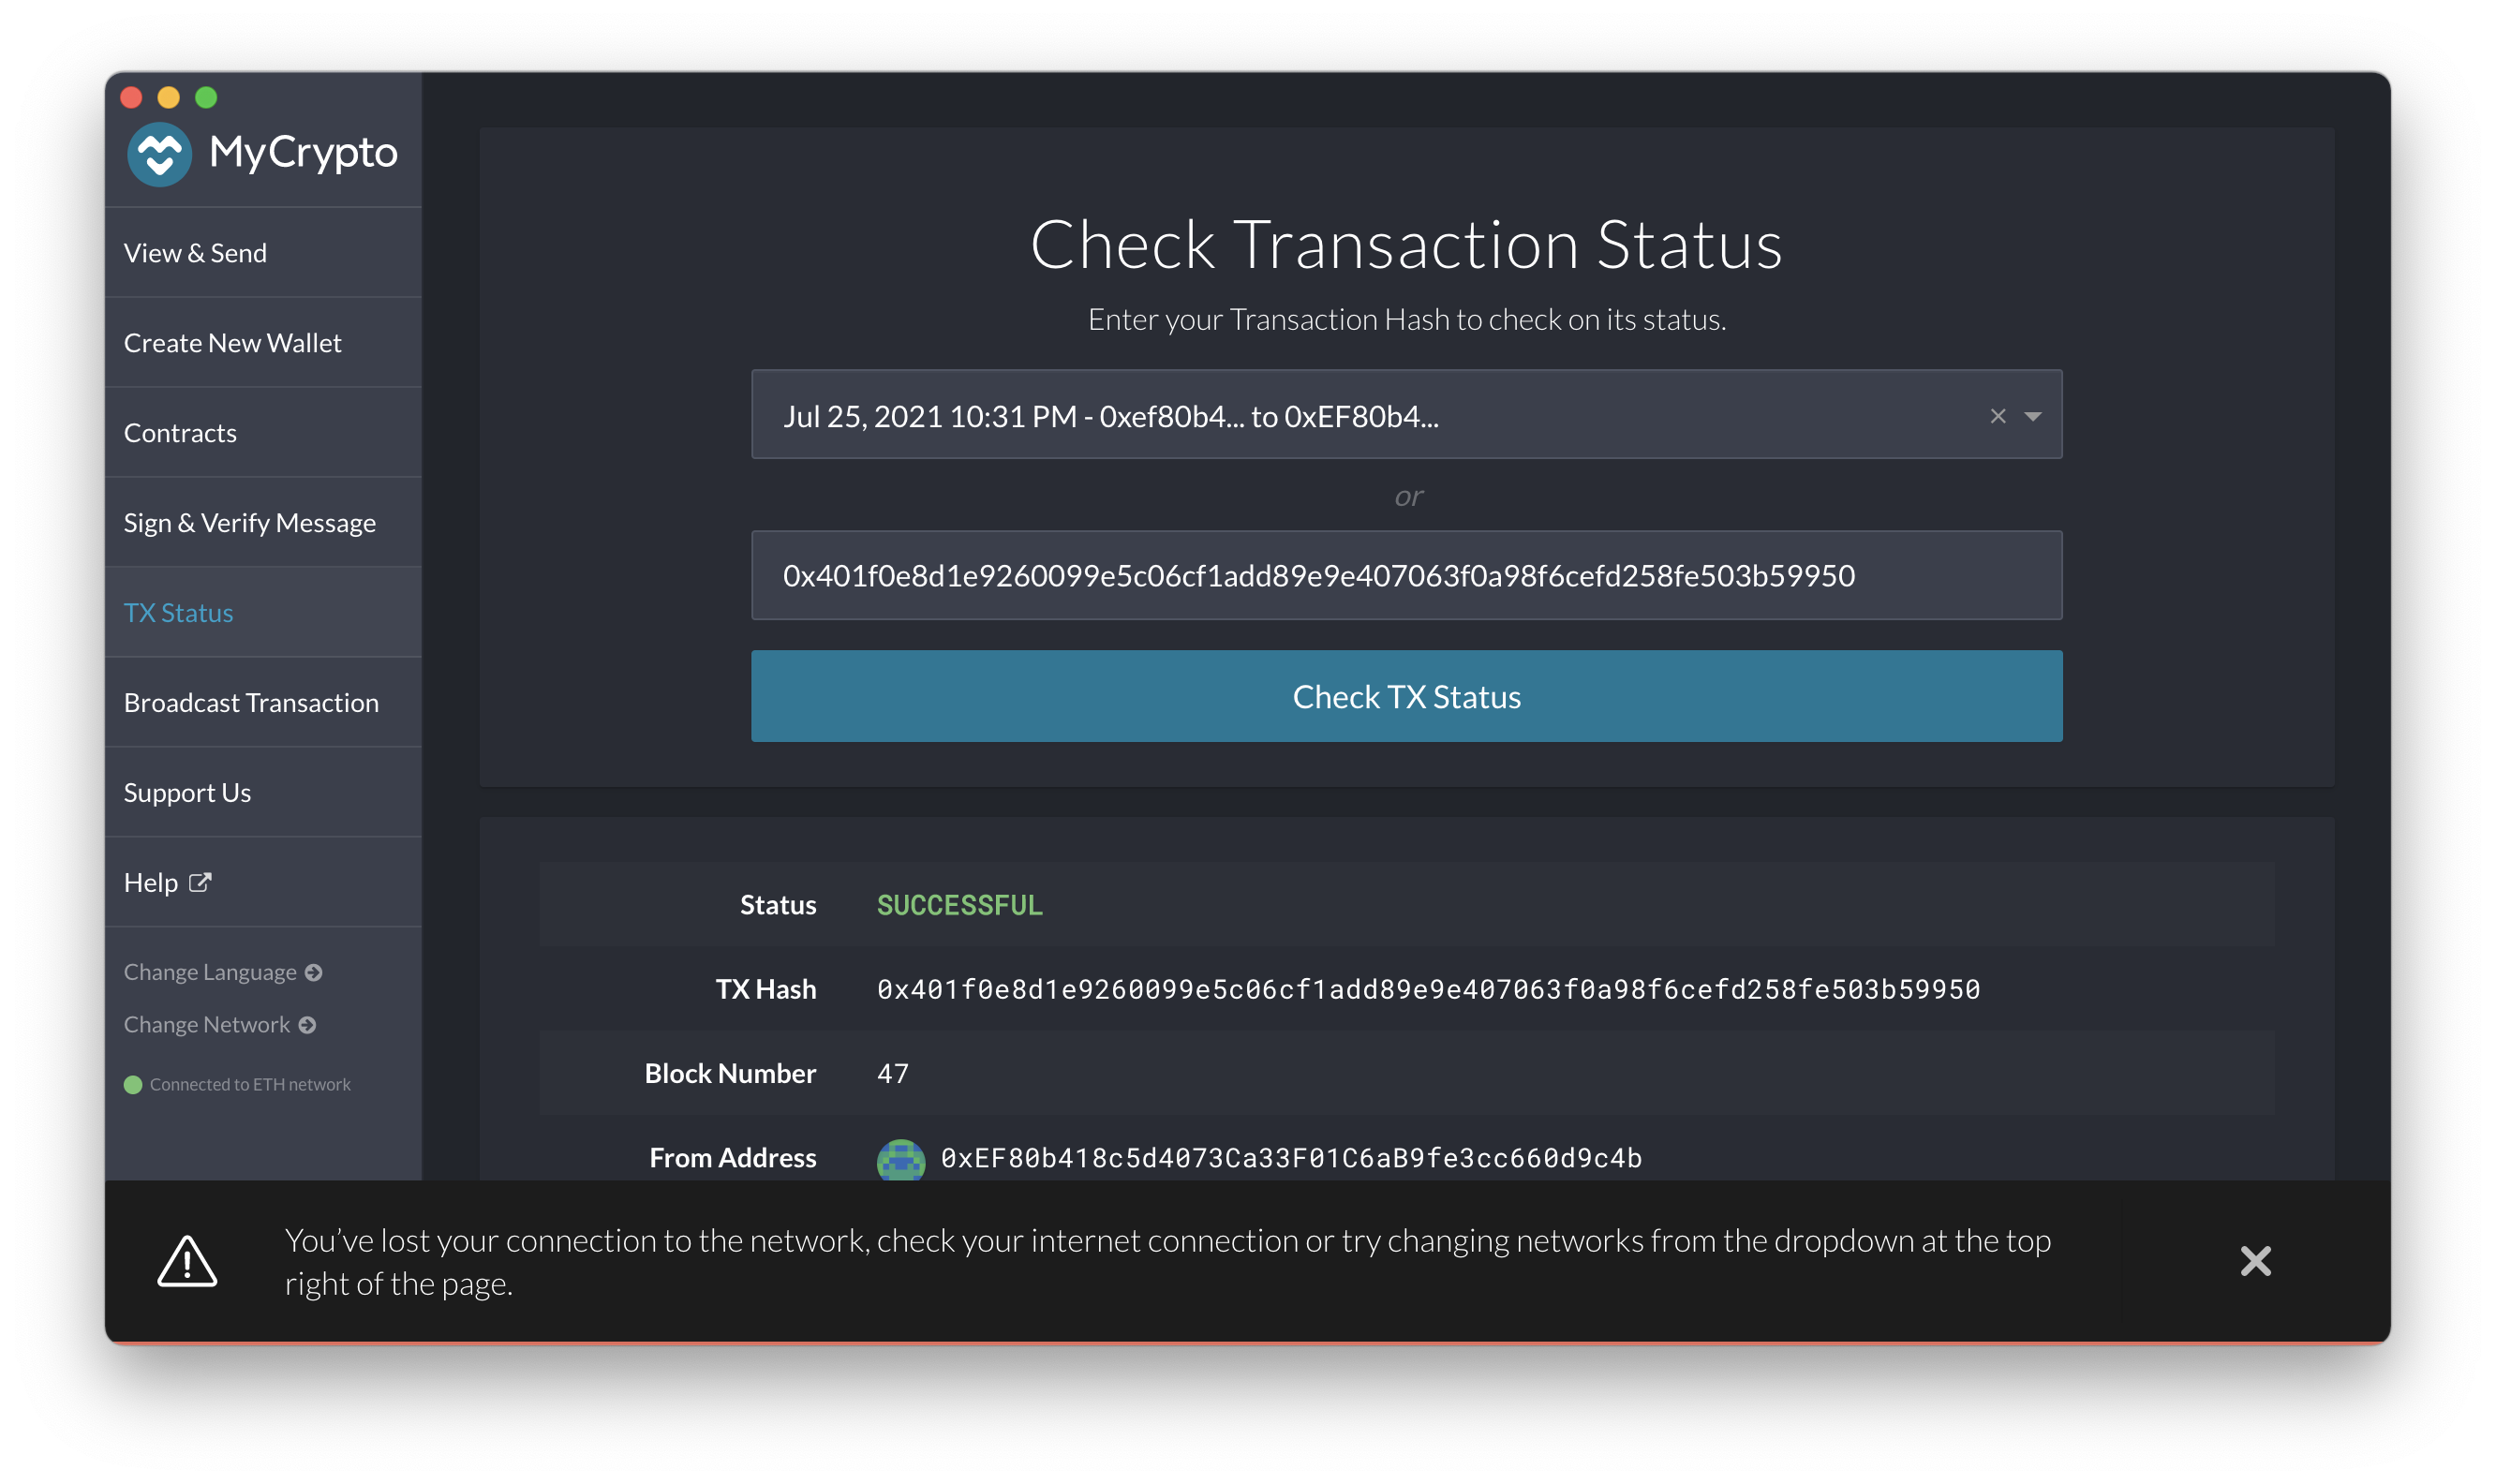 MyCrypto
View & Send
Create New Wallet
Contracts
Sign & Verify Message
TX Status
Broadcast Transaction
Support Us
Help
Change Language
Change Network
Connected to ETH network
Check Transaction Status
Enter your Transaction Hash to check on its status.
Jul 25, 2021 10:31 PM - 0xef80b4... to 0xEF80b4...
or
0x401f0e8d1e9260099e5c06cf1add89e9e407063f0a98f6cefd258fe503b59950
Check TX Status
Status SUCCESSFUL
TX Hash 0x401f0e8d1e9260099e5c06cf1add89e9e407063f0a98f6cefd258fe503b59950
Block Number 47
From Address 0xEF80b418c5d4073Ca33F01C6aB9fe3cc660d9c4b
You’ve lost your connection to the network, check your internet connection or try changing networks from the dropdown at the top
right of the page.